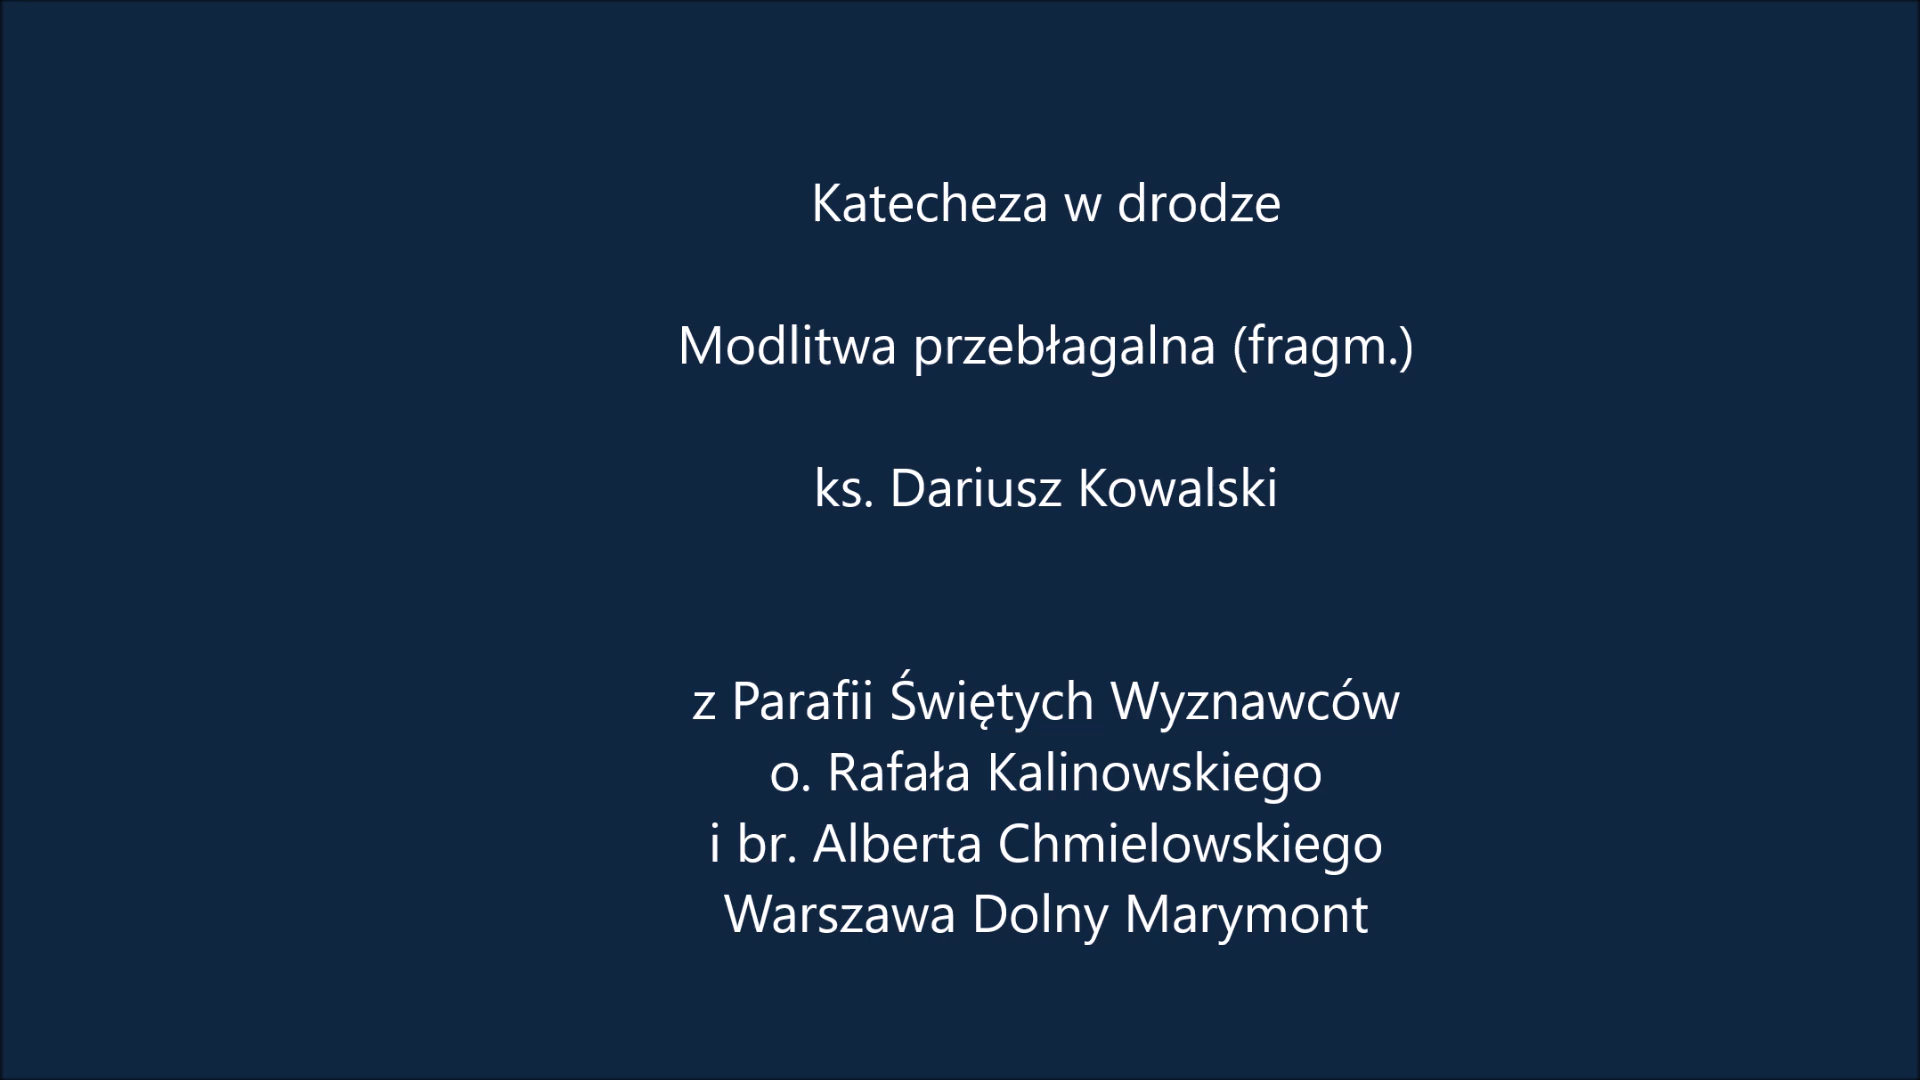 Katecheza w drodze
Modlitwa przebłagalna (fragm.)
ks. Dariusz Kowalski
z Parafii Świętych Wyznawców
o. Rafała Kalinowskiego
i br. Alberta Chmielowskiego
Warszawa Dolny Marymont